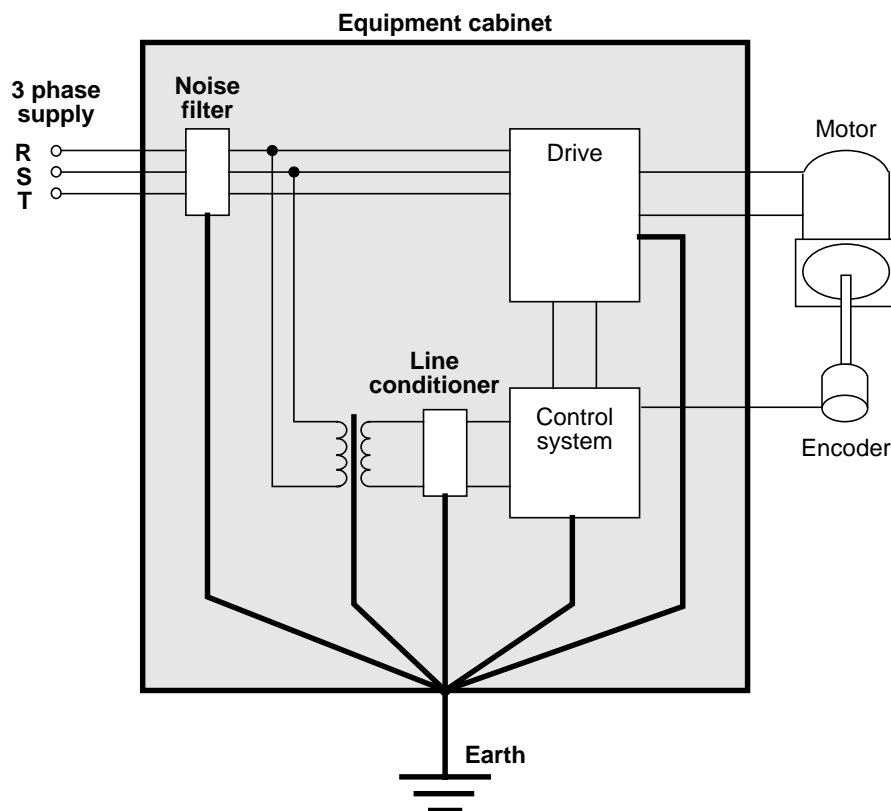 Equipment cabinet
3 phase
supply
Noise
filter
R
S
T
Drive
Motor
Line
conditioner
Control
system
Encoder
Earth